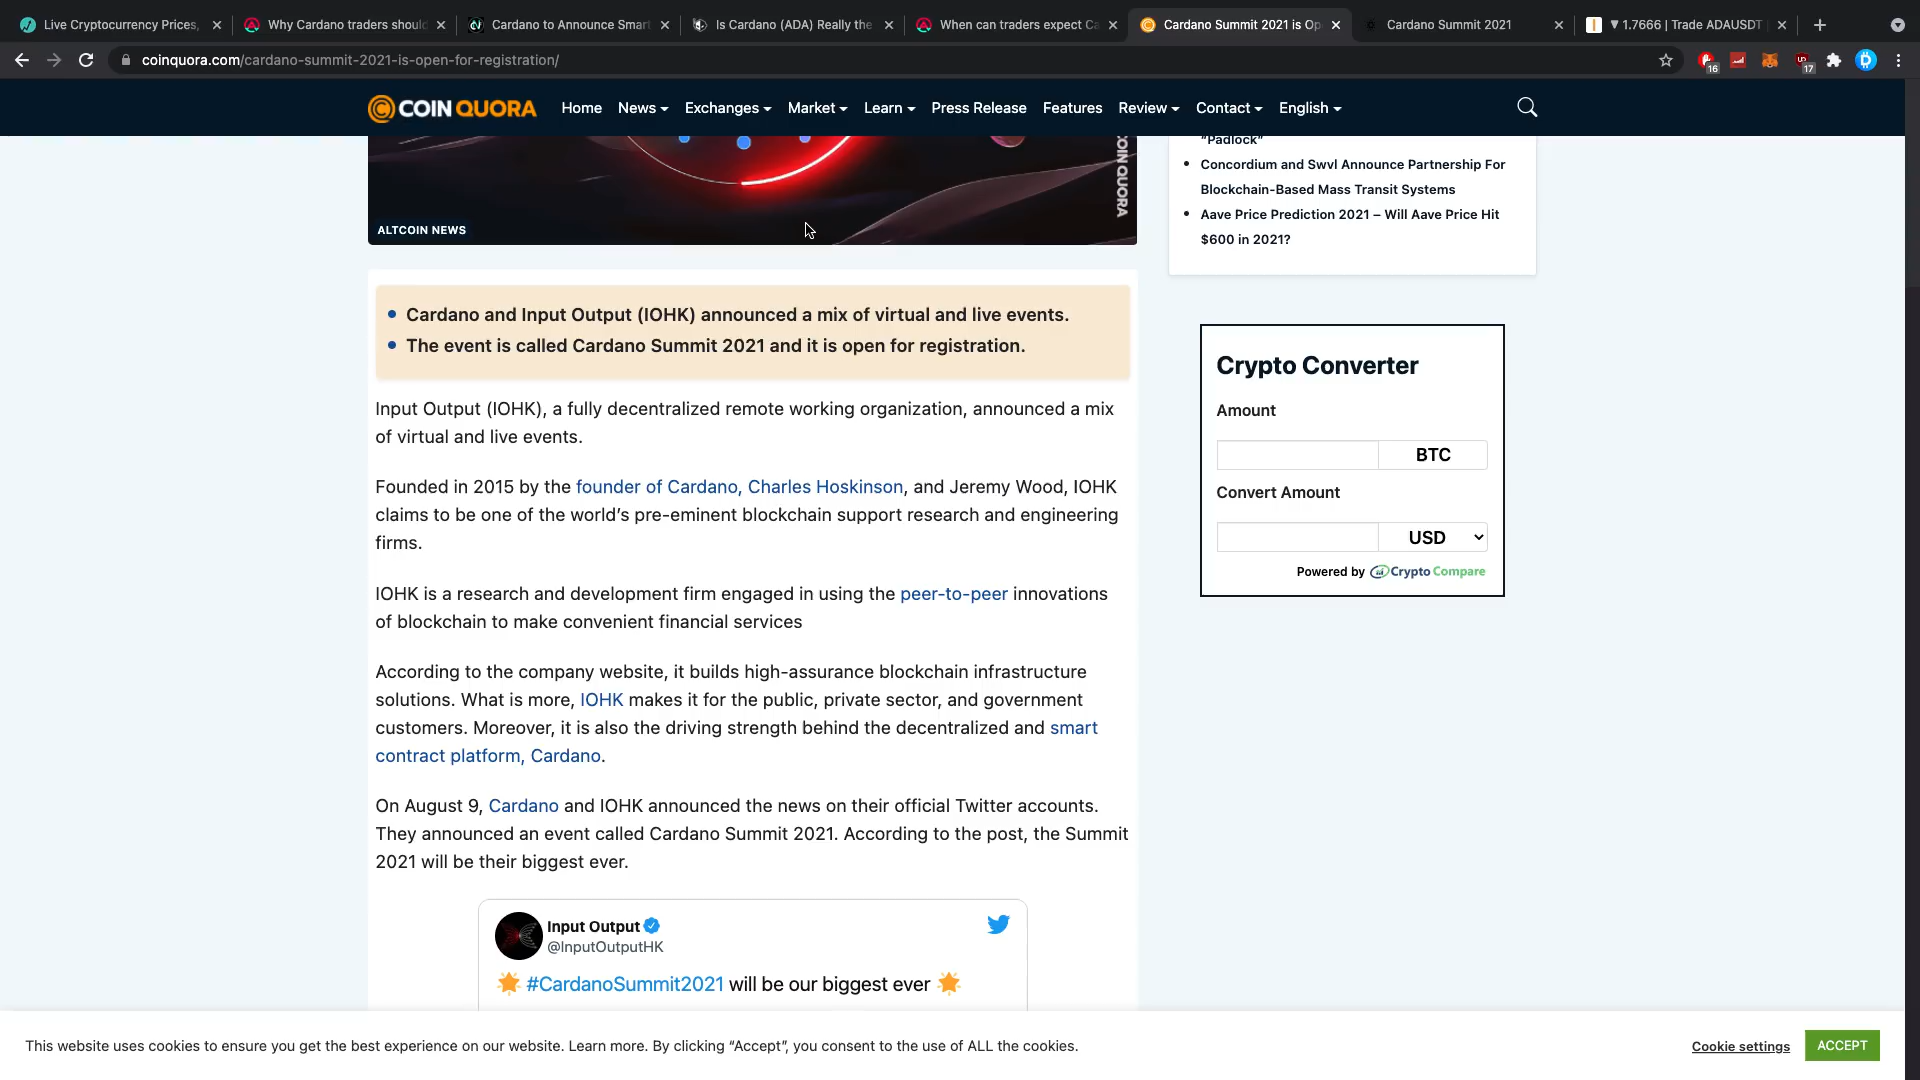 Live Cryptocurrency Prices,
Why Cardano traders shoul
Cardano to Announce Smar
Is Cardano (ADA) Really the
When can traders expect Ca
Cardano Summit 2021 is Op
Cardano Summit 2021
▼ 1.7666 | Trade ADAUSDT
coinquora.com/cardano-summit-2021-is-open-for-registration/
16
17
COIN QUORA
Home
News
Exchanges
Market
Learn
Press Release
Features
Review
Contact
English
COIN QUORA
ALTCOIN NEWS
"Padlock"
Concordium and Swvl Announce Partnership For
Blockchain-Based Mass Transit Systems
Aave Price Prediction 2021 – Will Aave Price Hit
$600 in 2021?
Cardano and Input Output (IOHK) announced a mix of virtual and live events.
The event is called Cardano Summit 2021 and it is open for registration.
Input Output (IOHK), a fully decentralized remote working organization, announced a mix
of virtual and live events.
Founded in 2015 by the founder of Cardano, Charles Hoskinson, and Jeremy Wood, IOHK
claims to be one of the world's pre-eminent blockchain support research and engineering
firms.
IOHK is a research and development firm engaged in using the peer-to-peer innovations
of blockchain to make convenient financial services
According to the company website, it builds high-assurance blockchain infrastructure
solutions. What is more, IOHK makes it for the public, private sector, and government
customers. Moreover, it is also the driving strength behind the decentralized and smart
contract platform, Cardano.
On August 9, Cardano and IOHK announced the news on their official Twitter accounts.
They announced an event called Cardano Summit 2021. According to the post, the Summit
2021 will be their biggest ever.
Input Output
@InputOutputHK
#CardanoSummit2021 will be our biggest ever
Crypto Converter
Amount
BTC
Convert Amount
USD
Powered by CryptoCompare
This website uses cookies to ensure you get the best experience on our website. Learn more. By clicking "Accept", you consent to the use of ALL the cookies.
Cookie settings
ACCEPT